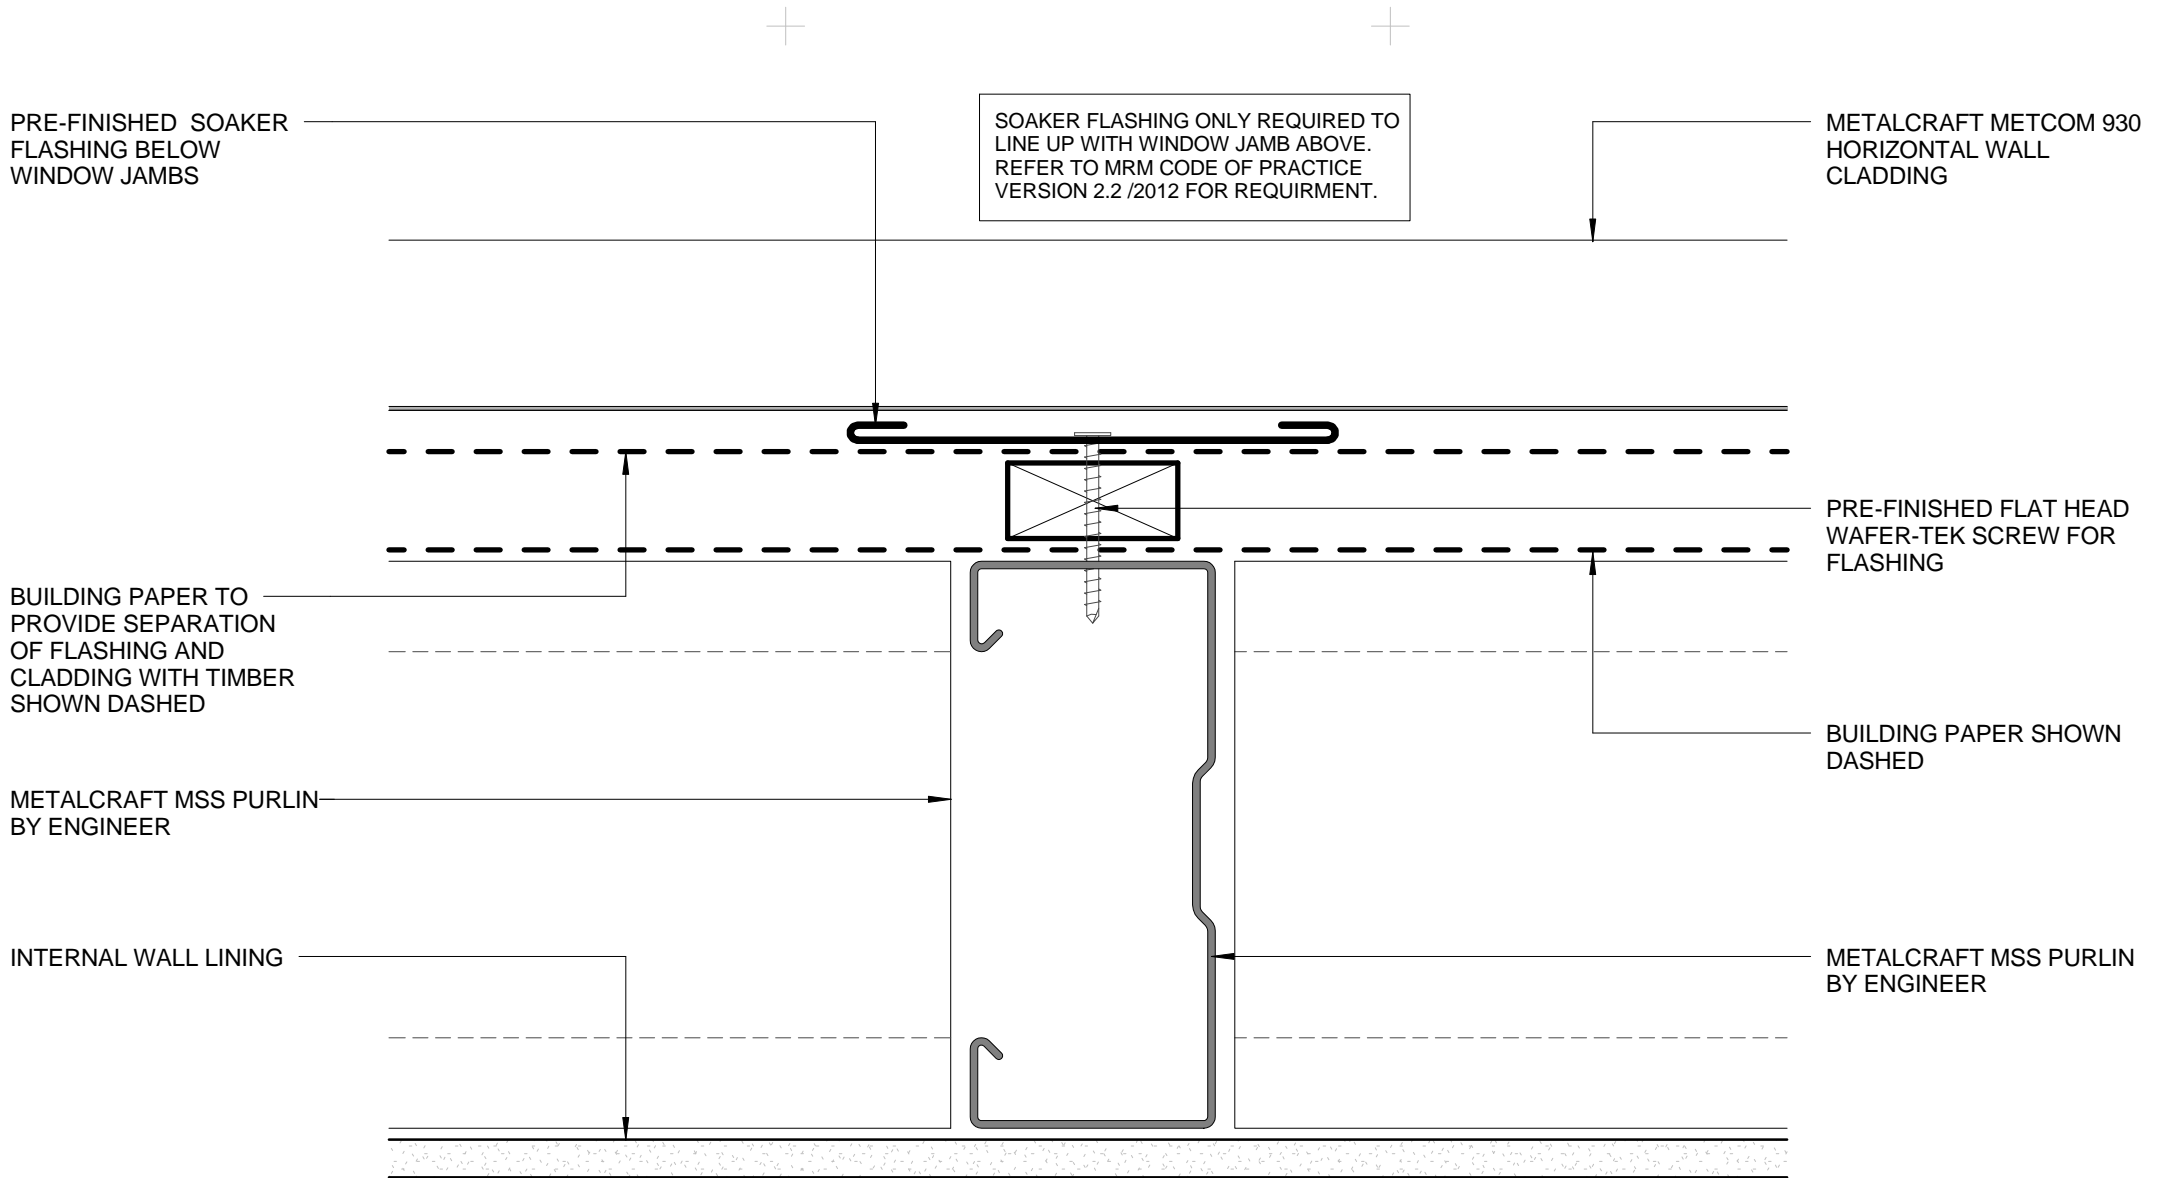 PRE-FINISHED SOAKER
FLASHING BELOW
WINDOW JAMBS
SOAKER FLASHING ONLY REQUIRED TO
LINE UP WITH WINDOW JAMB ABOVE.
REFER TO MRM CODE OF PRACTICE
VERSION 2.2 /2012 FOR REQUIRMENT.
METALCRAFT METCOM 930
HORIZONTAL WALL
CLADDING
PRE-FINISHED FLAT HEAD
WAFER-TEK SCREW FOR
FLASHING
BUILDING PAPER TO
PROVIDE SEPARATION
OF FLASHING AND
CLADDING WITH TIMBER
SHOWN DASHED
BUILDING PAPER SHOWN
DASHED
METALCRAFT MSS PURLIN
BY ENGINEER
INTERNAL WALL LINING
METALCRAFT MSS PURLIN
BY ENGINEER